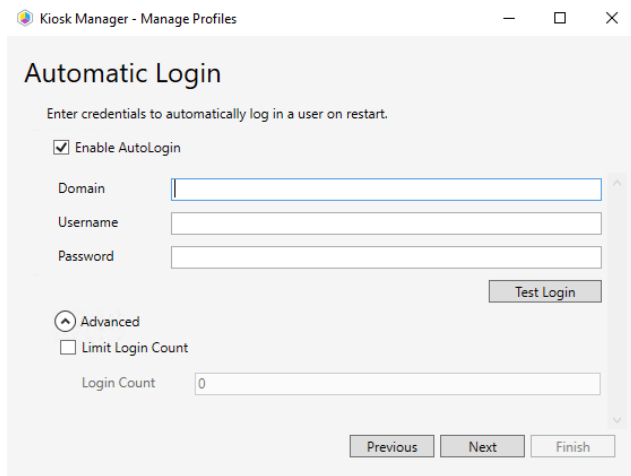 Kiosk Manager - Manage Profiles
Automatic Login
Enter credentials to automatically log in a user on restart.
Enable AutoLogin
Domain
Username
Password
Test Login
Advanced
Limit Login Count
Login Count 0
Previous Next Finish